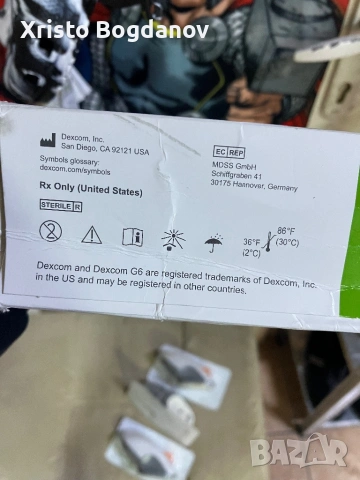 Xristo Bogdanov
Dexcom, Inc.
San Diego, CA 92121 USA
Symbols glossary:
dexcom.com/symbols
Rx Only (United States)
STERILE R
EC REP
MDSS GmbH
Schiffgraben 41
30175 Hannover, Germany
2
i
36°F
(2°C)
86°F
(30°C)
Dexcom and Dexcom G6 are registered trademarks of Dexcom, Inc.
in the US and may be registered in other countries.
BAZAR
bg